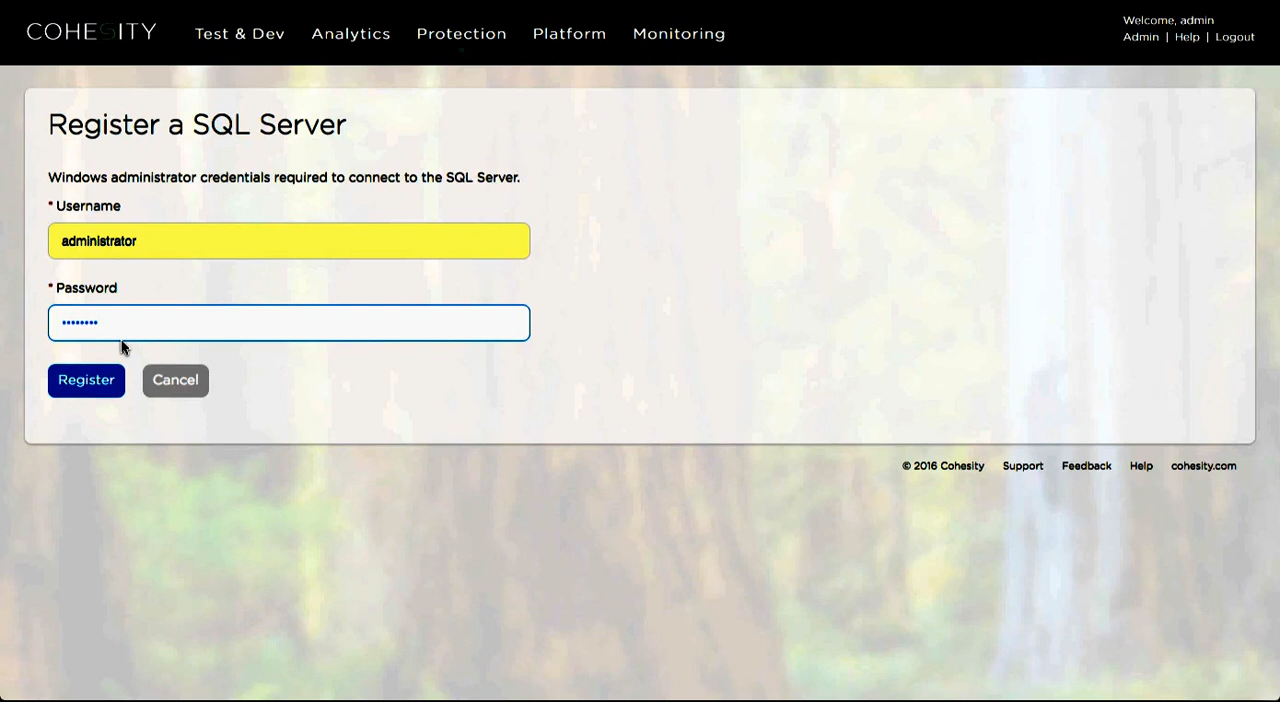 COHESITY
Test & Dev Analytics Protection Platform Monitoring
Welcome, admin
Admin | Help | Logout
Register a SQL Server
Windows administrator credentials required to connect to the SQL Server.
* Username
administrator
* Password
••••••••
Register Cancel
© 2016 Cohesity Support Feedback Help cohesity.com